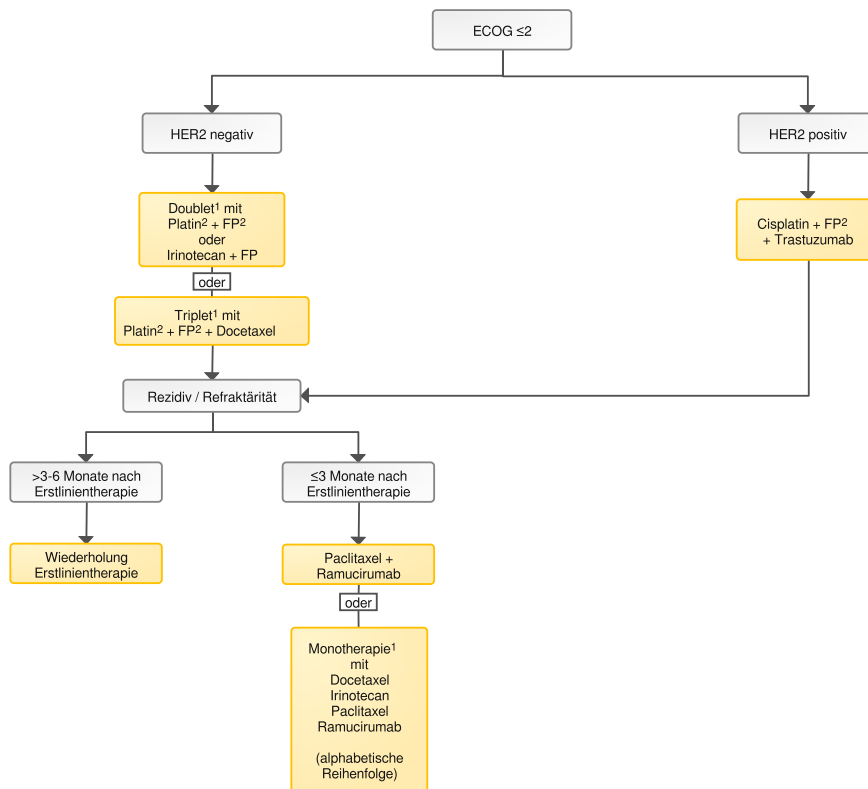 ECOG ≤2
HER2 negativ
HER2 positiv
Doublet¹ mit
Platin² + FP²
oder
Irinotecan + FP
Cisplatin + FP²
+ Trastuzumab
oder
Triplet¹ mit
Platin² + FP² + Docetaxel
Rezidiv / Refraktärität
>3-6 Monate nach
Erstlinientherapie
≤3 Monate nach
Erstlinientherapie
Wiederholung
Erstlinientherapie
Paclitaxel +
Ramucirumab
oder
Monotherapie¹
mit
Docetaxel
Irinotecan
Paclitaxel
Ramucirumab
(alphabetische
Reihenfolge)